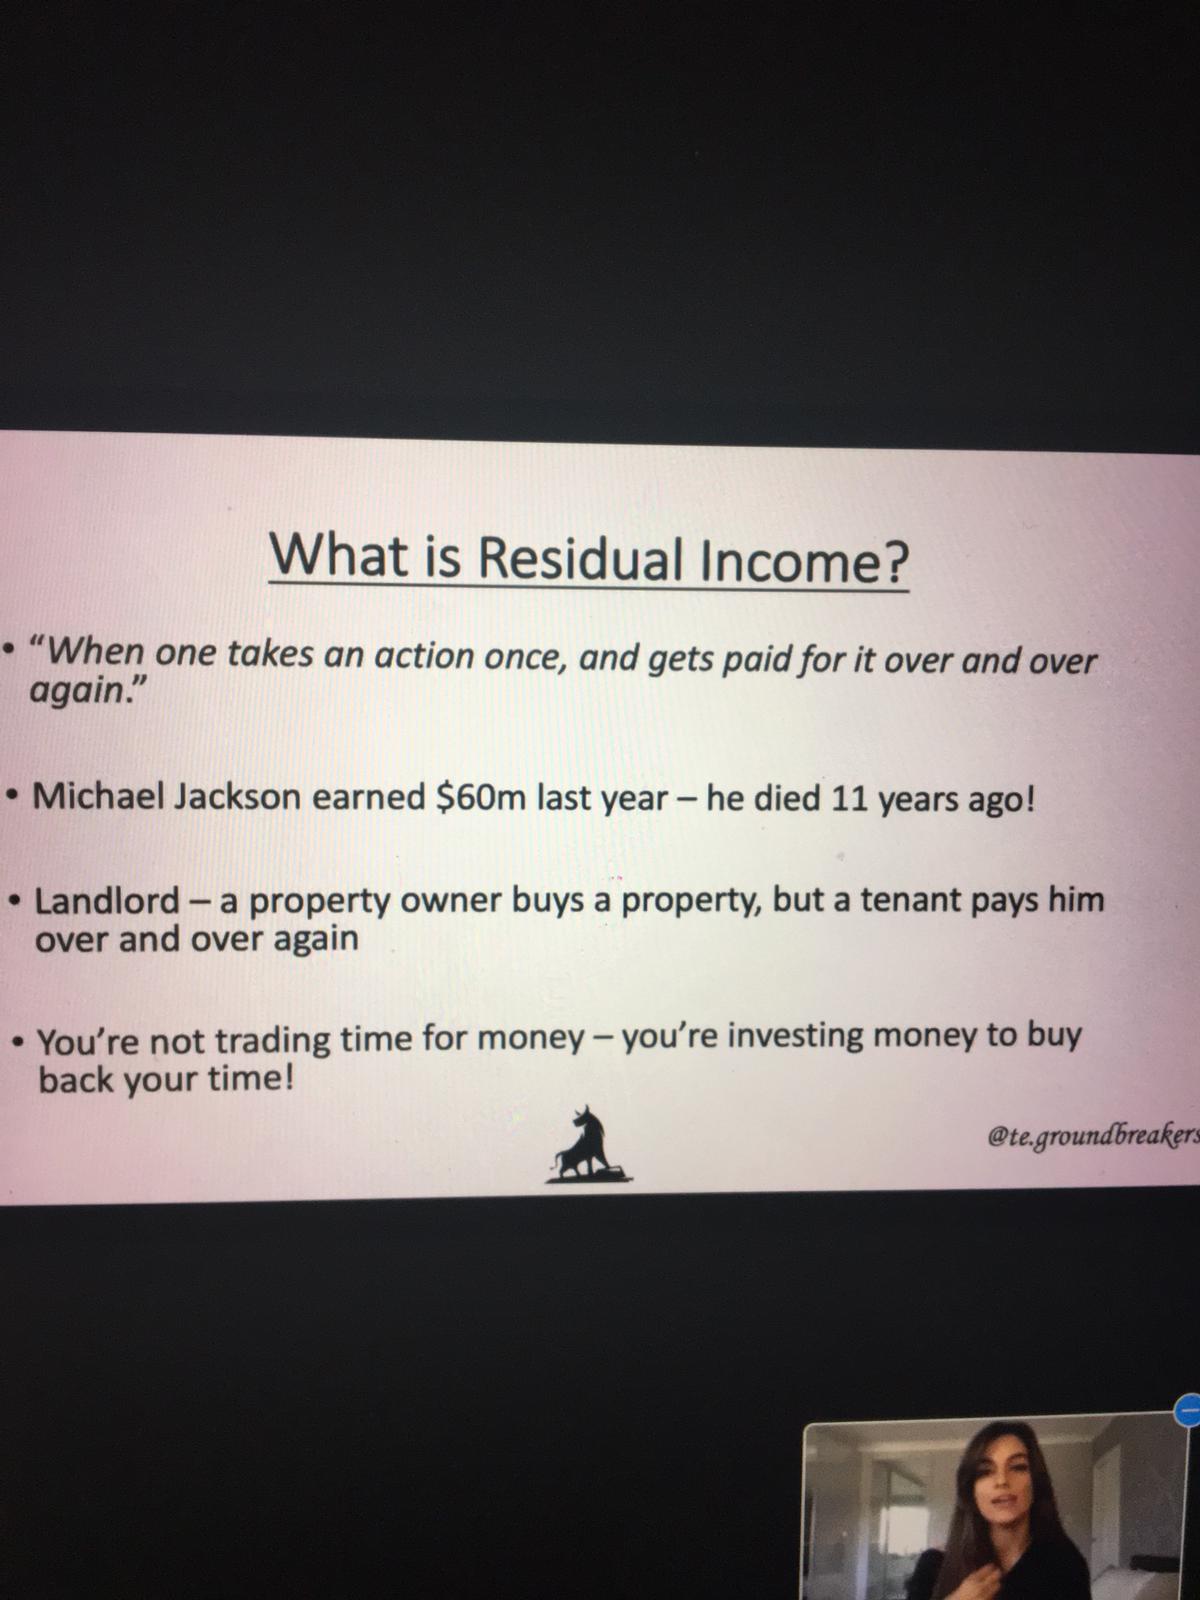 What is Residual Income?
• “When one takes an action once, and gets paid for it over and over
again.”
• Michael Jackson earned $60m last year – he died 11 years ago!
• Landlord – a property owner buys a property, but a tenant pays him
over and over again
• You’re not trading time for money – you’re investing money to buy
back your time!
@te.groundbreakers